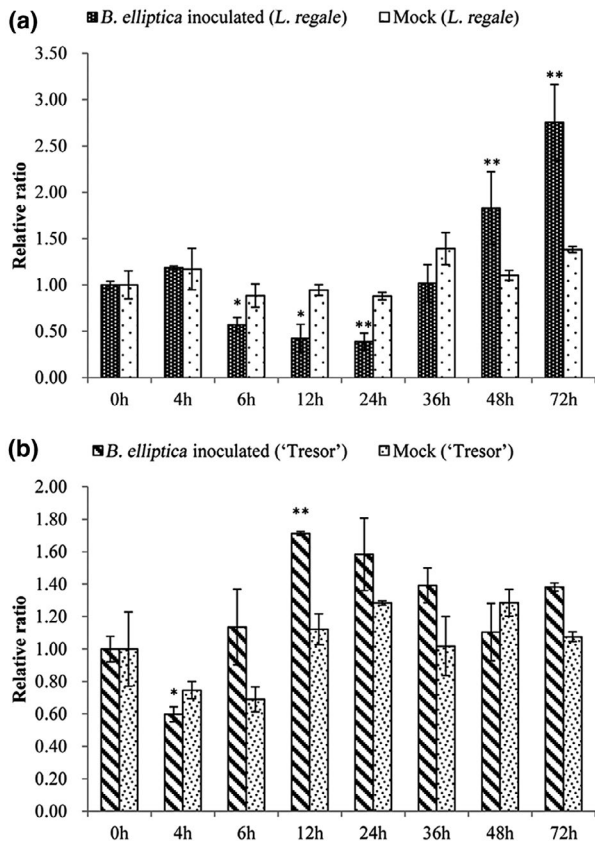 (a)
B. elliptica inoculated (L. regale) Mock (L. regale)
3.50
3.00
2.50
2.00
1.50
1.00
0.50
0.00
Relative ratio
* * ** ** **
0h 4h 6h 12h 24h 36h 48h 72h
(b)
B. elliptica inoculated (‘Tresor’) Mock (‘Tresor’)
2.00
1.80
1.60
1.40
1.20
1.00
0.80
0.60
0.40
0.20
0.00
Relative ratio
* **
0h 4h 6h 12h 24h 36h 48h 72h